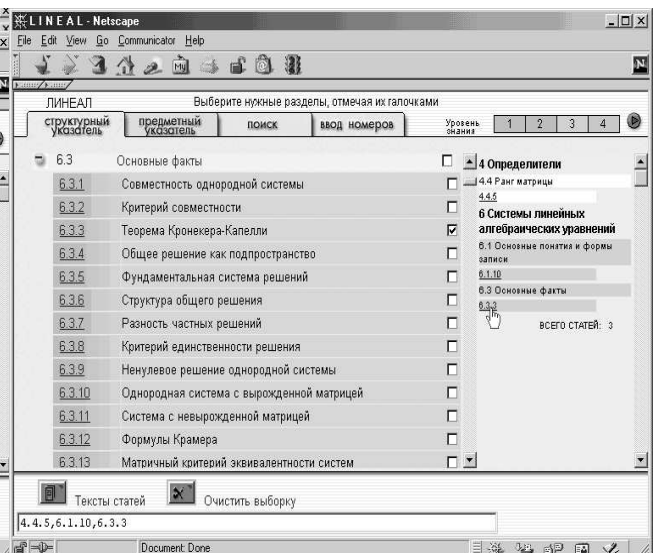 LINEAL - Netscape
File Edit View Go Communicator Help
ЛИНЕАЛ Выберите нужные разделы, отмечая их галочками
структурный указатель
предметный указатель
поиск
ввод номеров
Уровень знания
1 2 3 4
6.3 Основные факты
6.3.1 Совместность однородной системы
6.3.2 Критерий совместности
6.3.3 Теорема Кронекера-Капелли
6.3.4 Общее решение как подпространство
6.3.5 Фундаментальная система решений
6.3.6 Структура общего решения
6.3.7 Разность частных решений
6.3.8 Критерий единственности решения
6.3.9 Ненулевое решение однородной системы
6.3.10 Однородная система с вырожденной матрицей
6.3.11 Система с невырожденной матрицей
6.3.12 Формулы Крамера
6.3.13 Матричный критерий эквивалентности систем
4 Определители
4.4 Ранг матрицы
4.4.5
6 Системы линейных
алгебраических уравнений
6.1 Основные понятия и формы
записи
6.1.10
6.3 Основные факты
6.3.3
ВСЕГО СТАТЕЙ: 3
Тексты статей
Очистить выборку
4.4.5,6.1.10,6.3.3
Document: Done